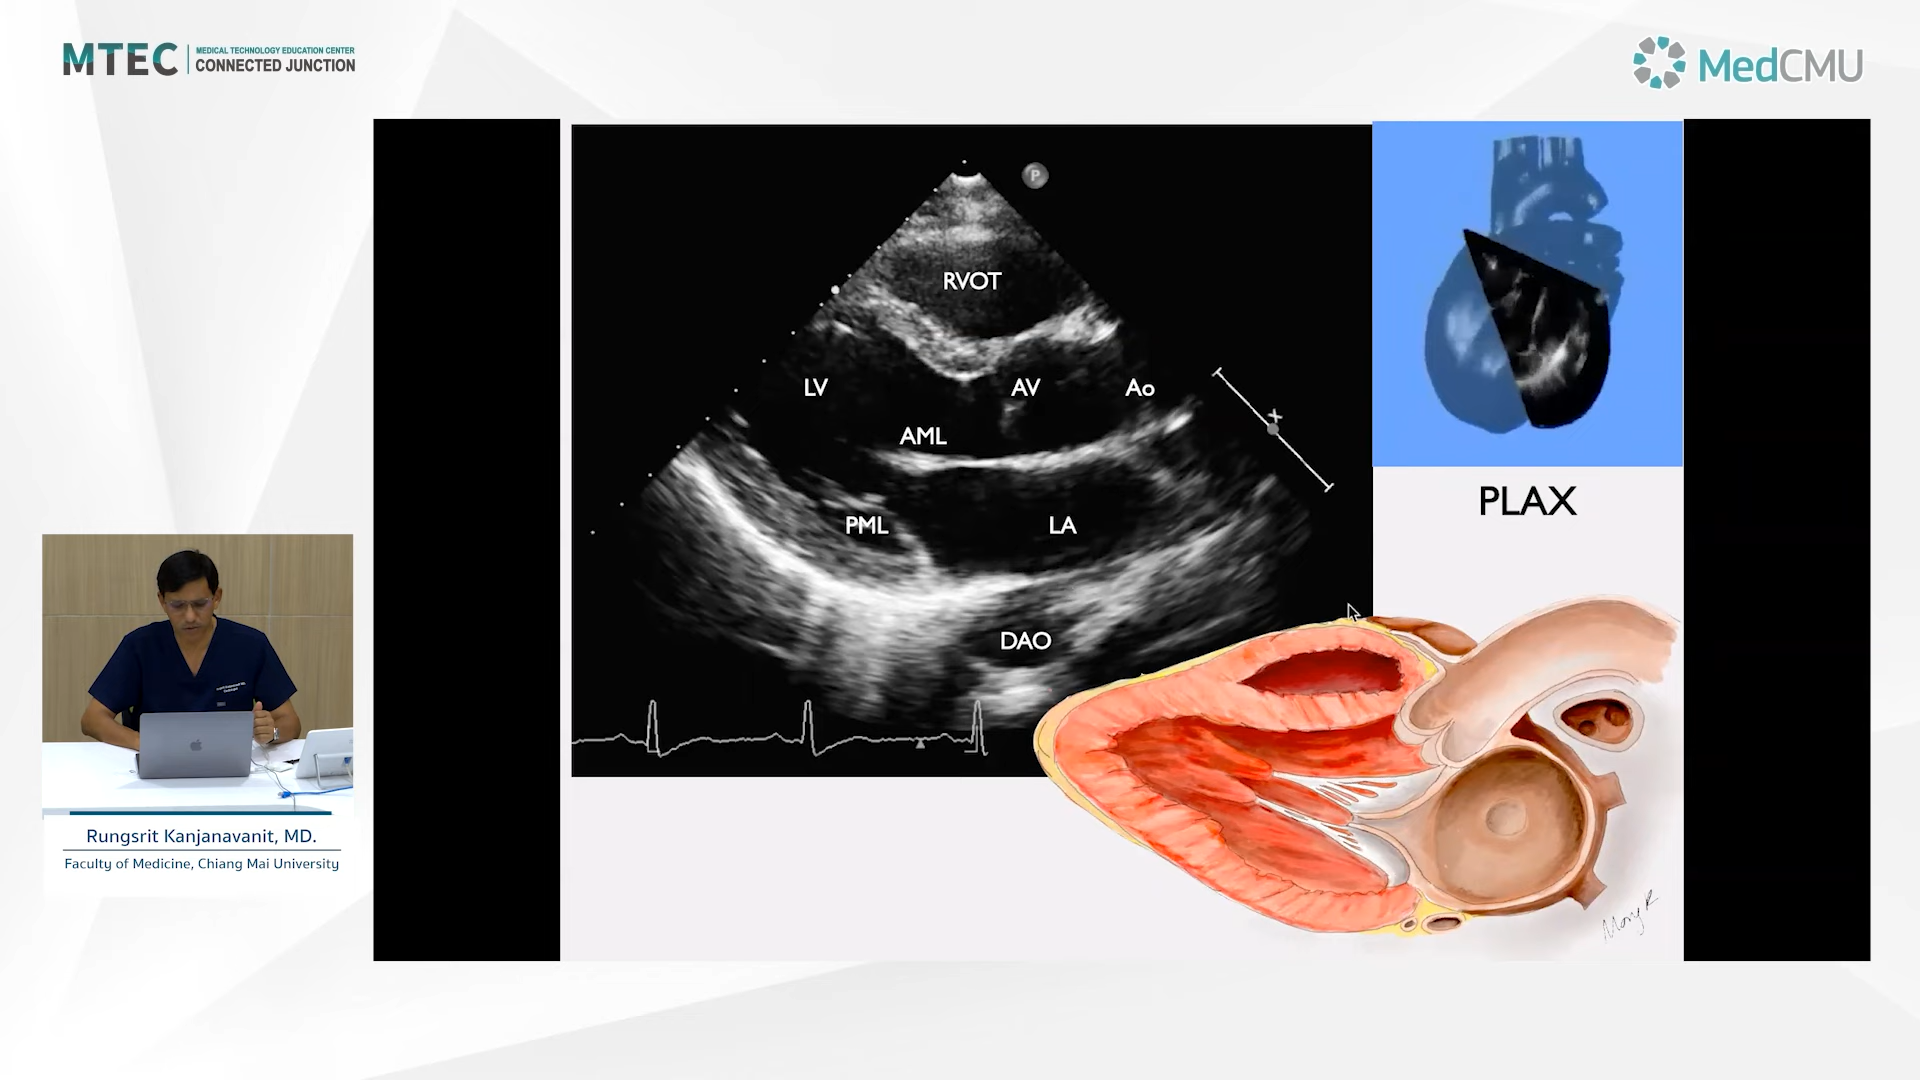 MTEC
MEDICAL TECHNOLOGY EDUCATION CENTER
CONNECTED JUNCTION
MedCMU
P
RVOT
LV
AV
Ao
AML
PML
LA
DAO
PLAX
Mary R
Rungsrit Kanjanavanit, MD.
Faculty of Medicine, Chiang Mai University